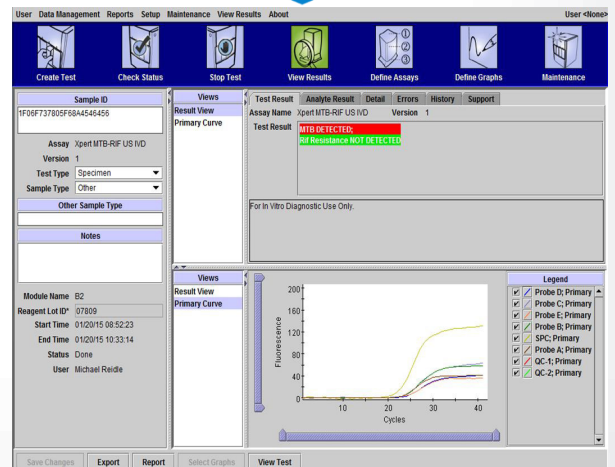 User Data Management Reports Setup Maintenance View Results About User <None>
Create Test Check Status Stop Test View Results Define Assays Define Graphs Maintenance
Sample ID
1F06F737805F68A4546456
Assay Xpert MTB-RIF US IVD
Version 1
Test Type Specimen
Sample Type Other
Other Sample Type
Notes
Module Name B2
Reagent Lot ID* 07809
Start Time 01/20/15 08:52:23
End Time 01/20/15 10:33:14
Status Done
User Michael Reidle
Views
Result View
Primary Curve
Test Result Analyte Result Detail Errors History Support
Assay Name Xpert MTB-RIF US IVD Version 1
Test Result
MTB DETECTED;
Rif Resistance NOT DETECTED
For In Vitro Diagnostic Use Only.
Views
Result View
Primary Curve
Fluorescence
200
160
120
80
40
0
10 20 30 40
Cycles
Legend
Probe D; Primary
Probe C; Primary
Probe E; Primary
Probe B; Primary
SPC; Primary
Probe A; Primary
QC-1; Primary
QC-2; Primary
Save Changes Export Report Select Graphs View Test